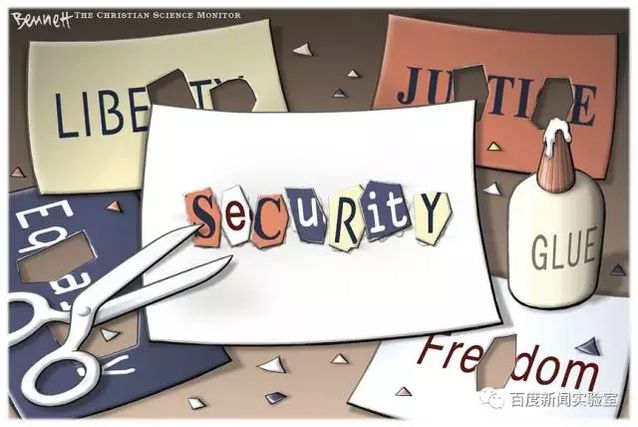 Bennett THE CHRISTIAN SCIENCE MONITOR
LIBE T
JU TI E
SeCuRitY
GLUE
Eq al y
Fre dom
百度新闻实验室